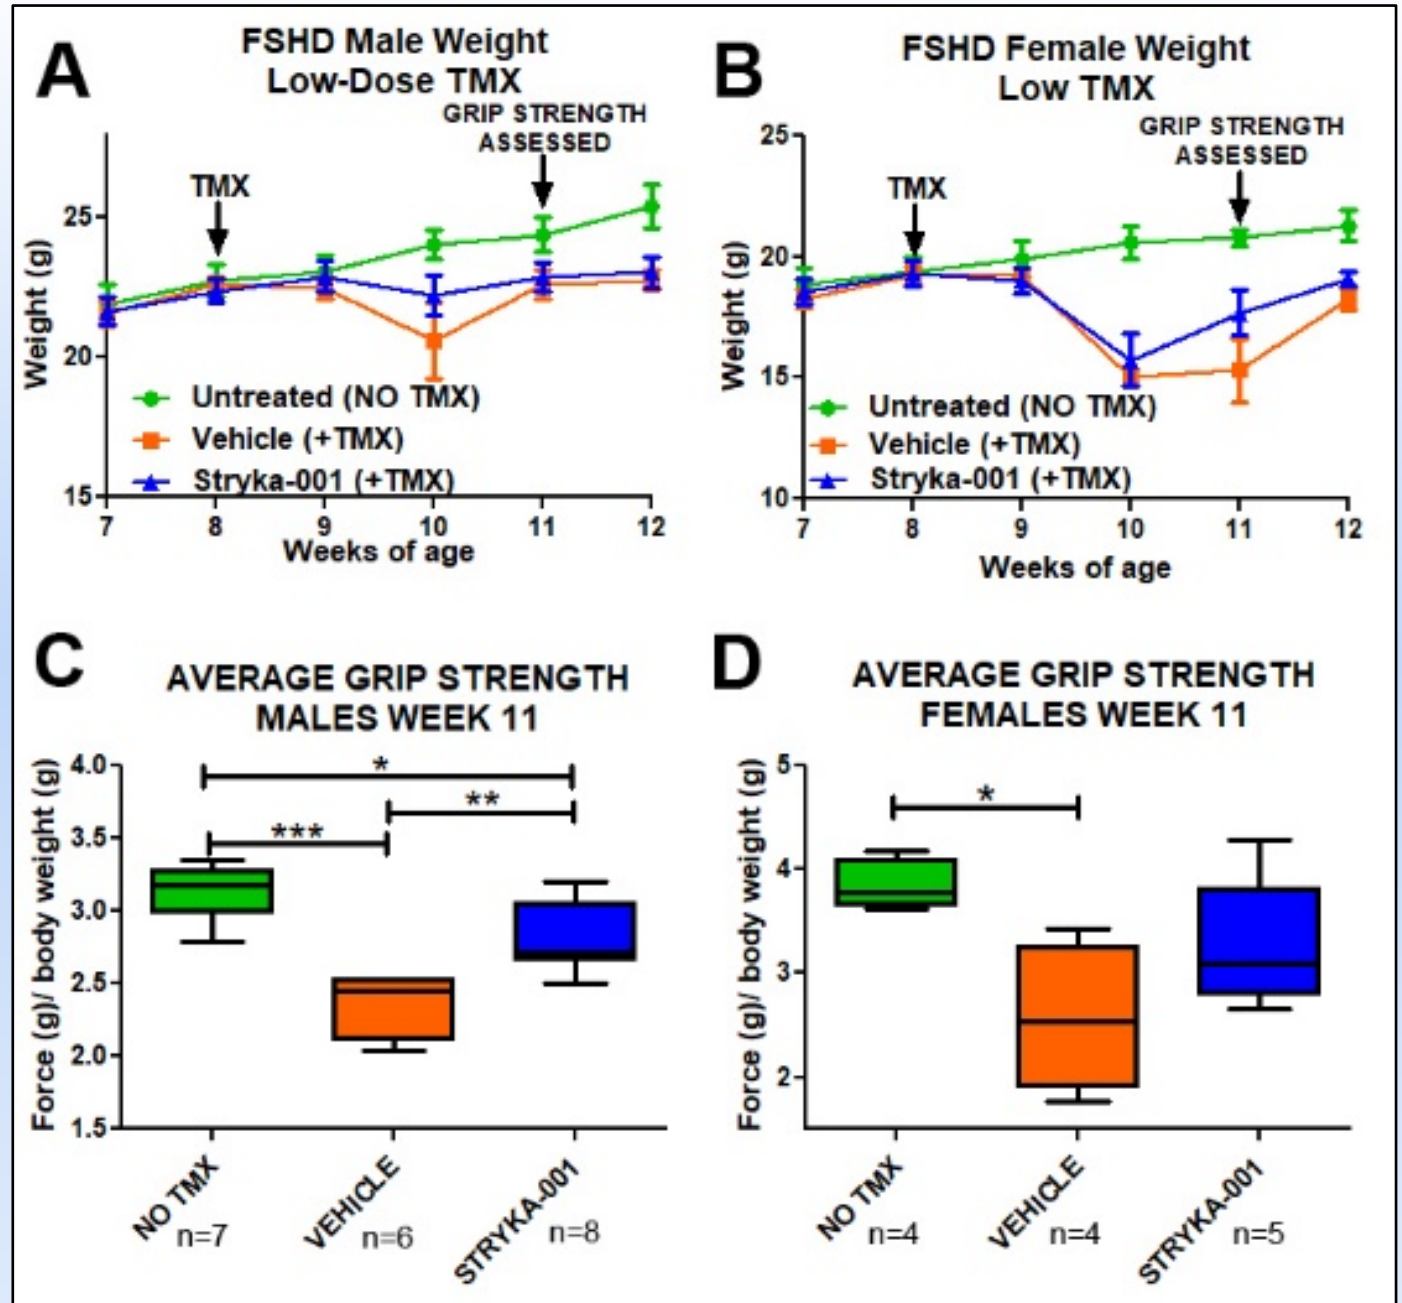 A
FSHD Male Weight
Low-Dose TMX
GRIP STRENGTH
ASSESSED
TMX
25
20
15
Weight (g)
Untreated (NO TMX)
Vehicle (+TMX)
Stryka-001 (+TMX)
7 8 9 10 11 12
Weeks of age
B
FSHD Female Weight
Low TMX
GRIP STRENGTH
ASSESSED
TMX
25
20
15
10
Weight (g)
Untreated (NO TMX)
Vehicle (+TMX)
Stryka-001 (+TMX)
7 8 9 10 11 12
Weeks of age
C
AVERAGE GRIP STRENGTH
MALES WEEK 11
Force (g)/ body weight (g)
4.0
3.5
3.0
2.5
2.0
1.5
*
**
***
NO TMX
n=7
VEHICLE
n=6
STRYKA-001
n=8
D
AVERAGE GRIP STRENGTH
FEMALES WEEK 11
Force (g)/ body weight (g)
5
4
3
2
*
NO TMX
n=4
VEHICLE
n=4
STRYKA-001
n=5